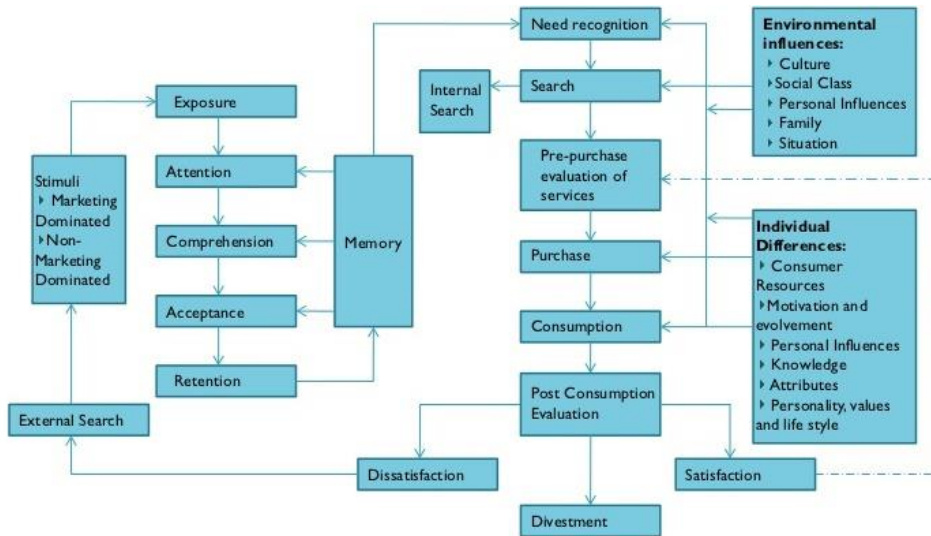 Need recognition
Environmental
influences:
Culture
Social Class
Personal Influences
Family
Situation
Internal
Search
Search
Exposure
Pre-purchase
evaluation of
services
Stimuli
Marketing
Dominated
Non-
Marketing
Dominated
Attention
Memory
Comprehension
Purchase
Individual
Differences:
Consumer
Resources
Motivation and
evolvement
Personal Influences
Knowledge
Attributes
Personality, values
and life style
Acceptance
Consumption
Retention
Post Consumption
Evaluation
External Search
Dissatisfaction
Satisfaction
Divestment